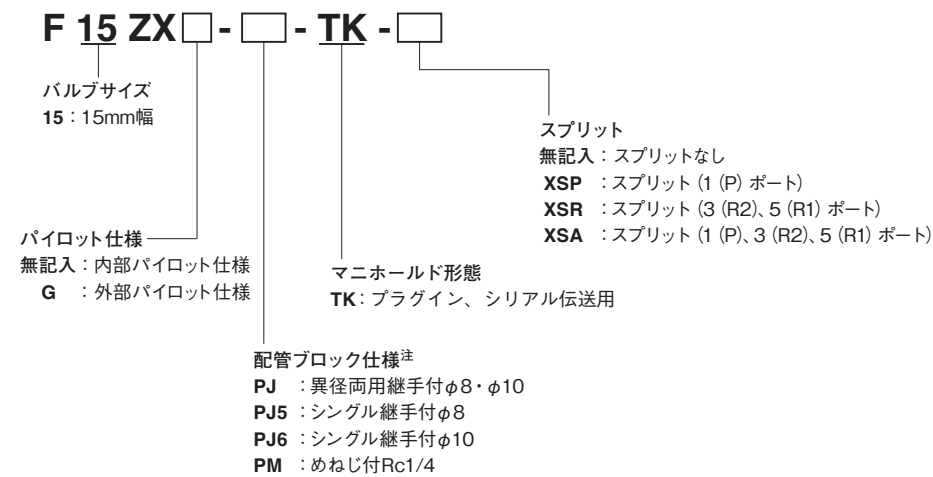 F 15 ZX□-□-TK-□
バルブサイズ
15：15mm幅
スプリット
無記入：スプリットなし
XSP ：スプリット（1（P）ポート）
XSR ：スプリット（3（R2）、5（R1）ポート）
XSA ：スプリット（1（P）、3（R2）、5（R1）ポート）
パイロット仕様
無記入：内部パイロット仕様
G ：外部パイロット仕様
マニホールド形態
TK：プラグイン、シリアル伝送用
配管ブロック仕様注
PJ ：異径両用継手付φ8・φ10
PJ5 ：シングル継手付φ8
PJ6 ：シングル継手付φ10
PM ：めねじ付Rc1/4